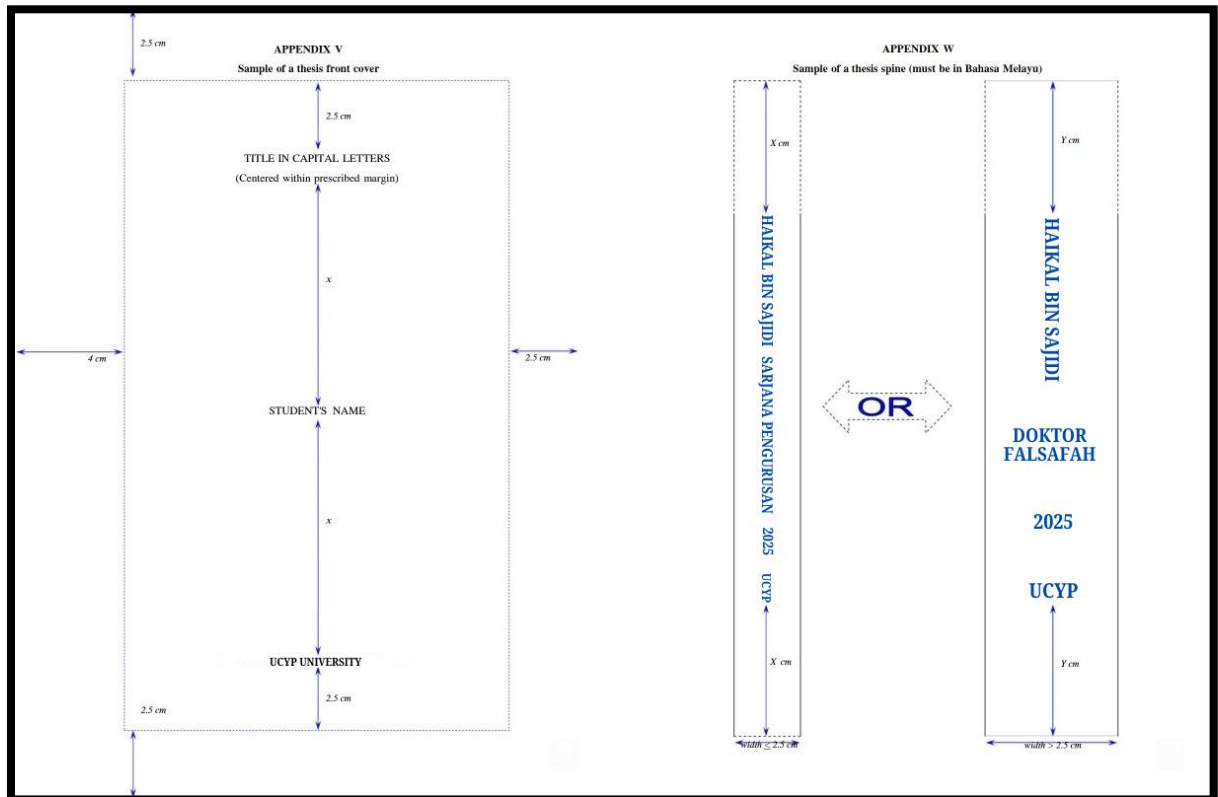 2.5 cm
APPENDIX V
Sample of a thesis front cover
2.5 cm
TITLE IN CAPITAL LETTERS
(Centered within prescribed margin)
x
4 cm
2.5 cm
STUDENT'S NAME
x
UCYP UNIVERSITY
2.5 cm
2.5 cm
APPENDIX W
Sample of a thesis spine (must be in Bahasa Melayu)
X cm
HAIKAL BIN SAJIDI SARJANA PENGURUSAN 2025 UCYP
X cm
width ≤ 2.5 cm
OR
Y cm
HAIKAL BIN SAJIDI
DOKTOR
FALSAFAH
2025
UCYP
Y cm
width > 2.5 cm